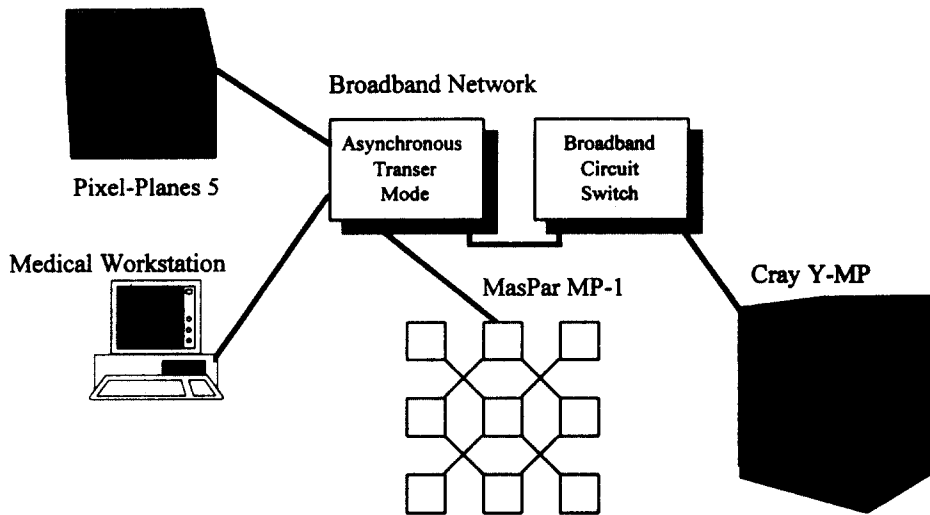 Broadband Network
Asynchronous
Transer
Mode
Broadband
Circuit
Switch
Pixel-Planes 5
Medical Workstation
MasPar MP-1
Cray Y-MP